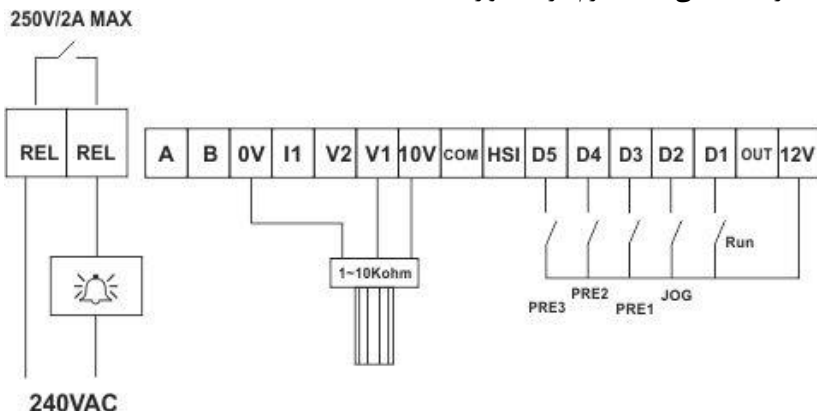 250V/2A MAX
REL REL A B 0V I1 V2 V1 10V COM HSI D5 D4 D3 D2 D1 OUT 12V
Run
1~10Kohm
PRE3 PRE2 PRE1 JOG
240VAC